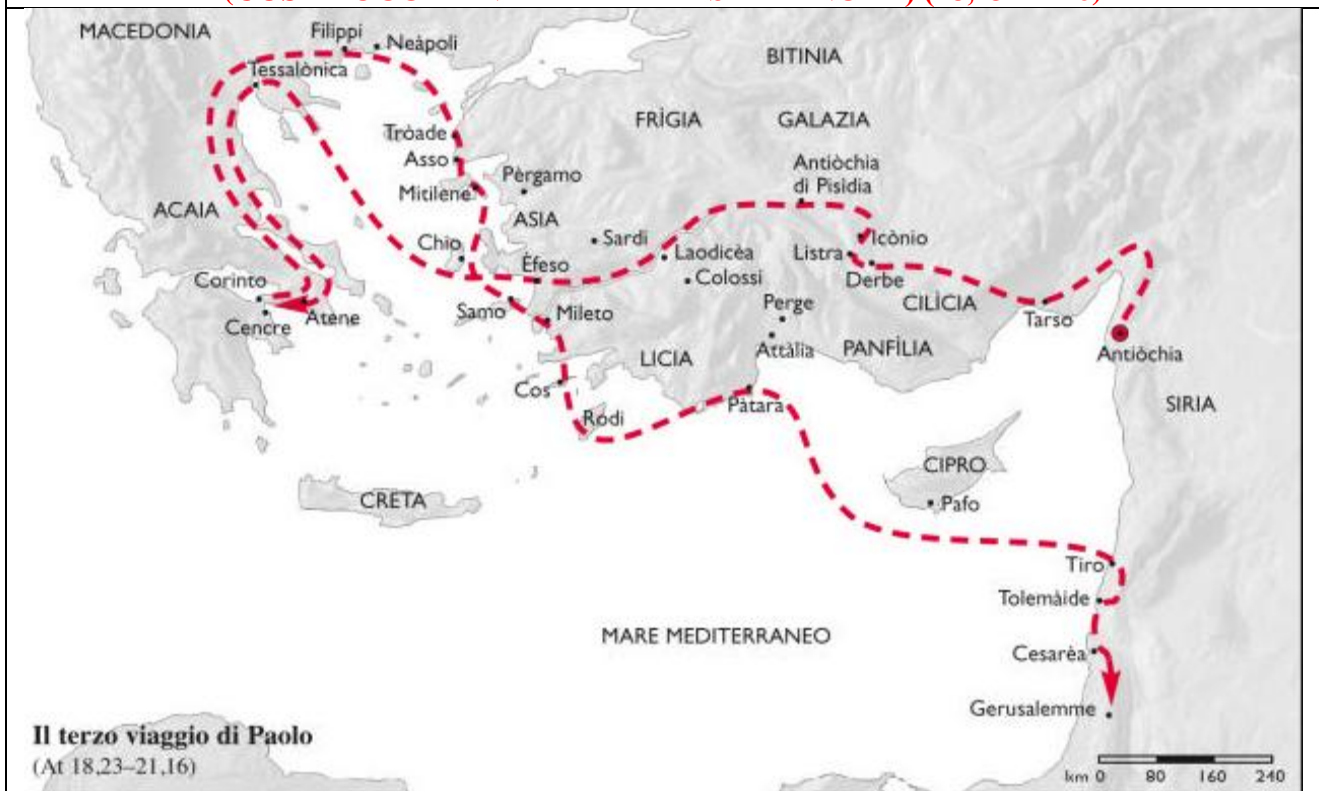 MACEDONIA
Filippi
Neàpoli
Tessalònica
BITINIA
FRÌGIA
GALAZIA
Tròade
Asso
Mitilene
Pèrgamo
Antiòchia
di Pisidia
ASIA
ACAIA
Chio
Sardi
Èfeso
Laodicèa
Colossi
Listra
Icònio
Derbe
CILÌCIA
Corinto
Cencre
Atene
Samo
Mileto
Perge
Attàlia
PANFÌLIA
Tarso
Antiòchia
LICIA
Cos
Rodi
Pàtara
SIRIA
CRETA
CIPRO
Pafo
Tiro
Tolemàide
MARE MEDITERRANEO
Cesarèa
Gerusalemme
Il terzo viaggio di Paolo
(At 18,23–21,16)
km 0 80 160 240